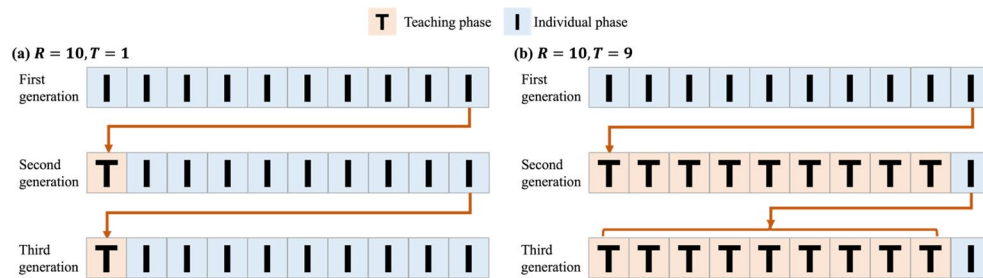 T Teaching phase I Individual phase
(a) R = 10, T = 1
First
generation
I I I I I I I I I I
Second
generation
T I I I I I I I I I
Third
generation
T I I I I I I I I I
(b) R = 10, T = 9
First
generation
I I I I I I I I I I
Second
generation
T T T T T T T T T I
Third
generation
T T T T T T T T T I